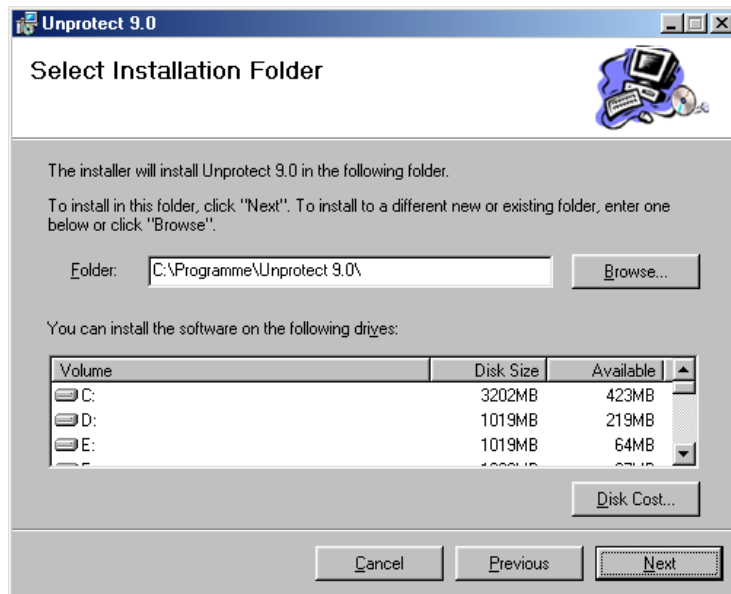 Unprotect 9.0
Select Installation Folder
The installer will install Unprotect 9.0 in the following folder.
To install in this folder, click "Next". To install to a different new or existing folder, enter one
below or click "Browse".
Folder: C:\Programme\Unprotect 9.0\ Browse...
You can install the software on the following drives:
Volume Disk Size Available
C: 3202MB 423MB
D: 1019MB 219MB
E: 1019MB 64MB
Disk Cost...
Cancel Previous Next